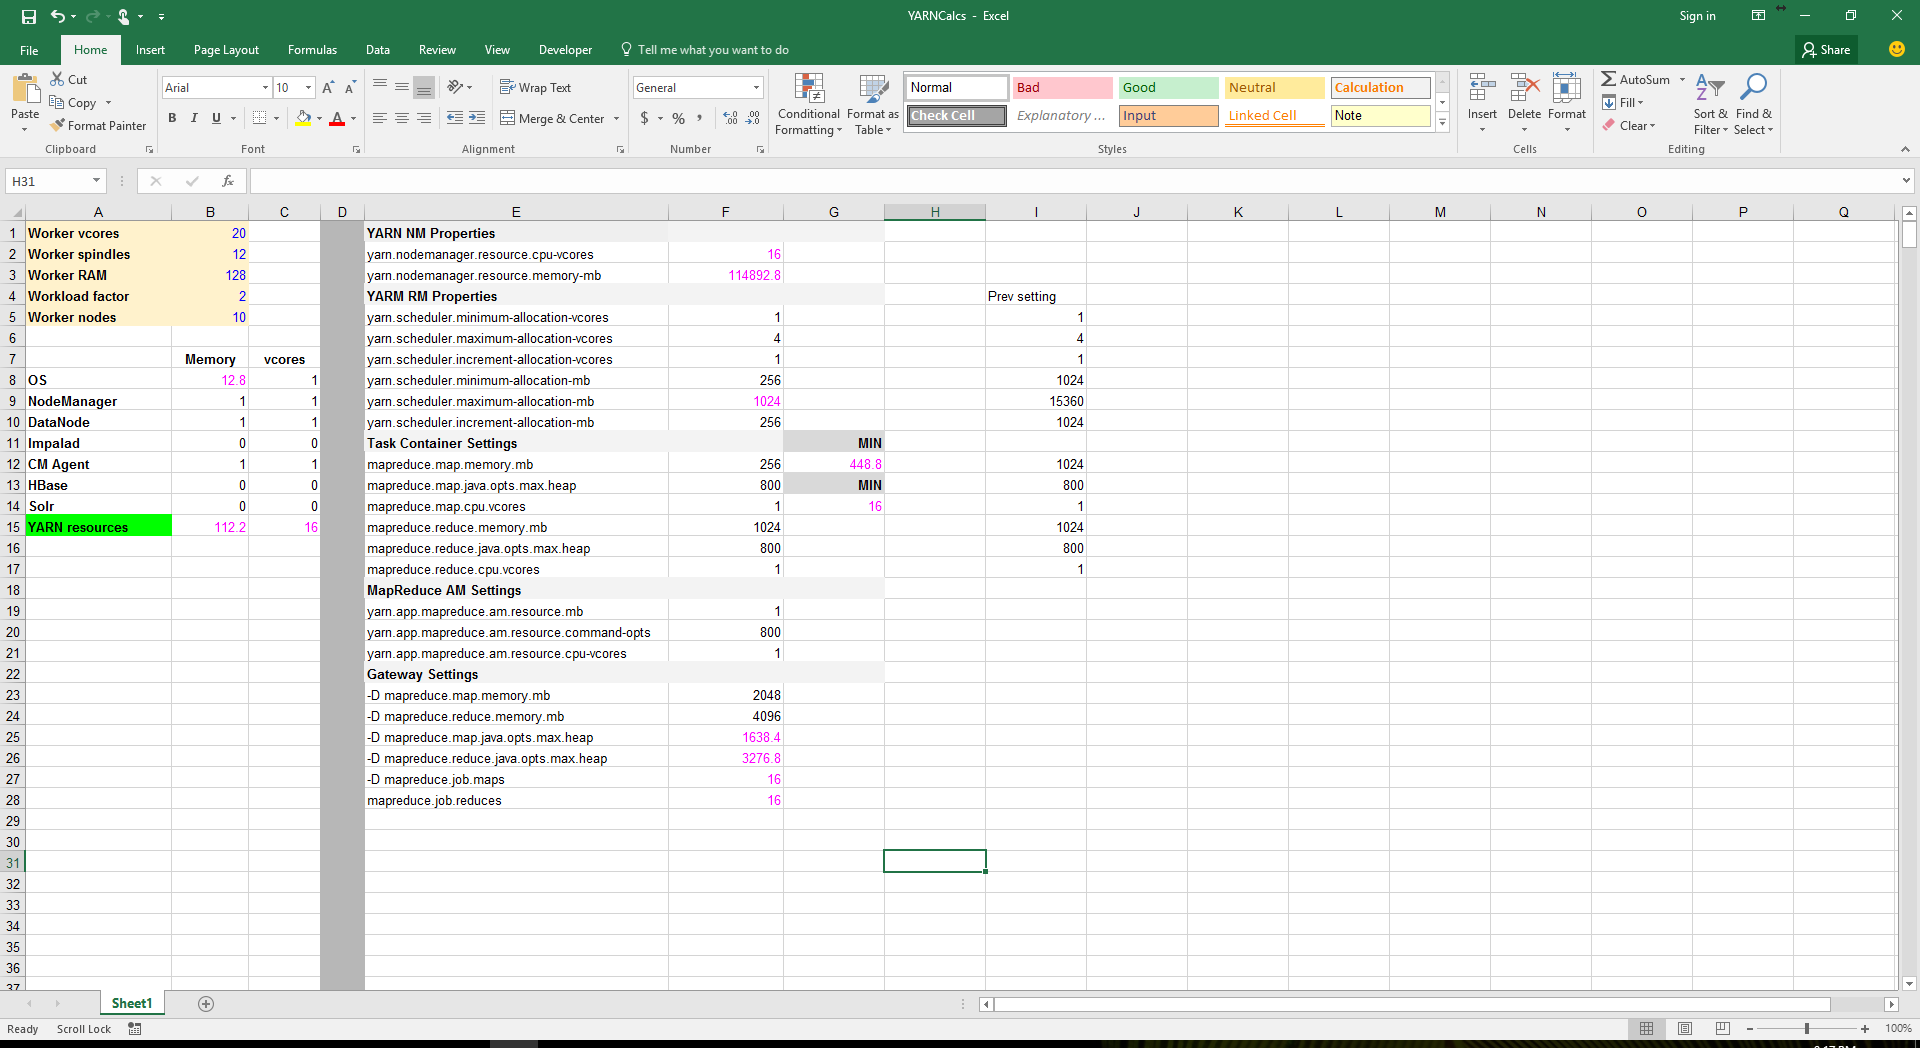 YARNCalcs - Excel
Sign in
File Home Insert Page Layout Formulas Data Review View Developer Tell me what you want to do Share
Paste
Cut
Copy
Format Painter
Clipboard
Arial 10
B I U
Font
Wrap Text
Merge & Center
Alignment
General
$ % ,
Number
Conditional Formatting
Format as Table
Normal Bad Good Neutral Calculation
Check Cell Explanatory ... Input Linked Cell Note
Styles
Insert Delete Format
Cells
AutoSum
Fill
Clear
Sort & Filter
Find & Select
Editing
H31 fx
A B C D E F G H I J K L M N O P Q
1 Worker vcores 20 YARN NM Properties
2 Worker spindles 12 yarn.nodemanager.resource.cpu-vcores 16
3 Worker RAM 128 yarn.nodemanager.resource.memory-mb 114892.8
4 Workload factor 2 YARM RM Properties Prev setting
5 Worker nodes 10 yarn.scheduler.minimum-allocation-vcores 1 1
6 yarn.scheduler.maximum-allocation-vcores 4 4
7 Memory vcores yarn.scheduler.increment-allocation-vcores 1 1
8 OS 12.8 1 yarn.scheduler.minimum-allocation-mb 256 1024
9 NodeManager 1 1 yarn.scheduler.maximum-allocation-mb 1024 15360
10 DataNode 1 1 yarn.scheduler.increment-allocation-mb 256 1024
11 Impalad 0 0 Task Container Settings MIN
12 CM Agent 1 1 mapreduce.map.memory.mb 256 448.8 1024
13 HBase 0 0 mapreduce.map.java.opts.max.heap 800 MIN 800
14 Solr 0 0 mapreduce.map.cpu.vcores 1 16 1
15 YARN resources 112.2 16 mapreduce.reduce.memory.mb 1024 1024
16 mapreduce.reduce.java.opts.max.heap 800 800
17 mapreduce.reduce.cpu.vcores 1 1
18 MapReduce AM Settings
19 yarn.app.mapreduce.am.resource.mb 1
20 yarn.app.mapreduce.am.resource.command-opts 800
21 yarn.app.mapreduce.am.resource.cpu-vcores 1
22 Gateway Settings
23 -D mapreduce.map.memory.mb 2048
24 -D mapreduce.reduce.memory.mb 4096
25 -D mapreduce.map.java.opts.max.heap 1638.4
26 -D mapreduce.reduce.java.opts.max.heap 3276.8
27 -D mapreduce.job.maps 16
28 mapreduce.job.reduces 16
29
30
31
32
33
34
35
36
37
Sheet1
Ready Scroll Lock 100%